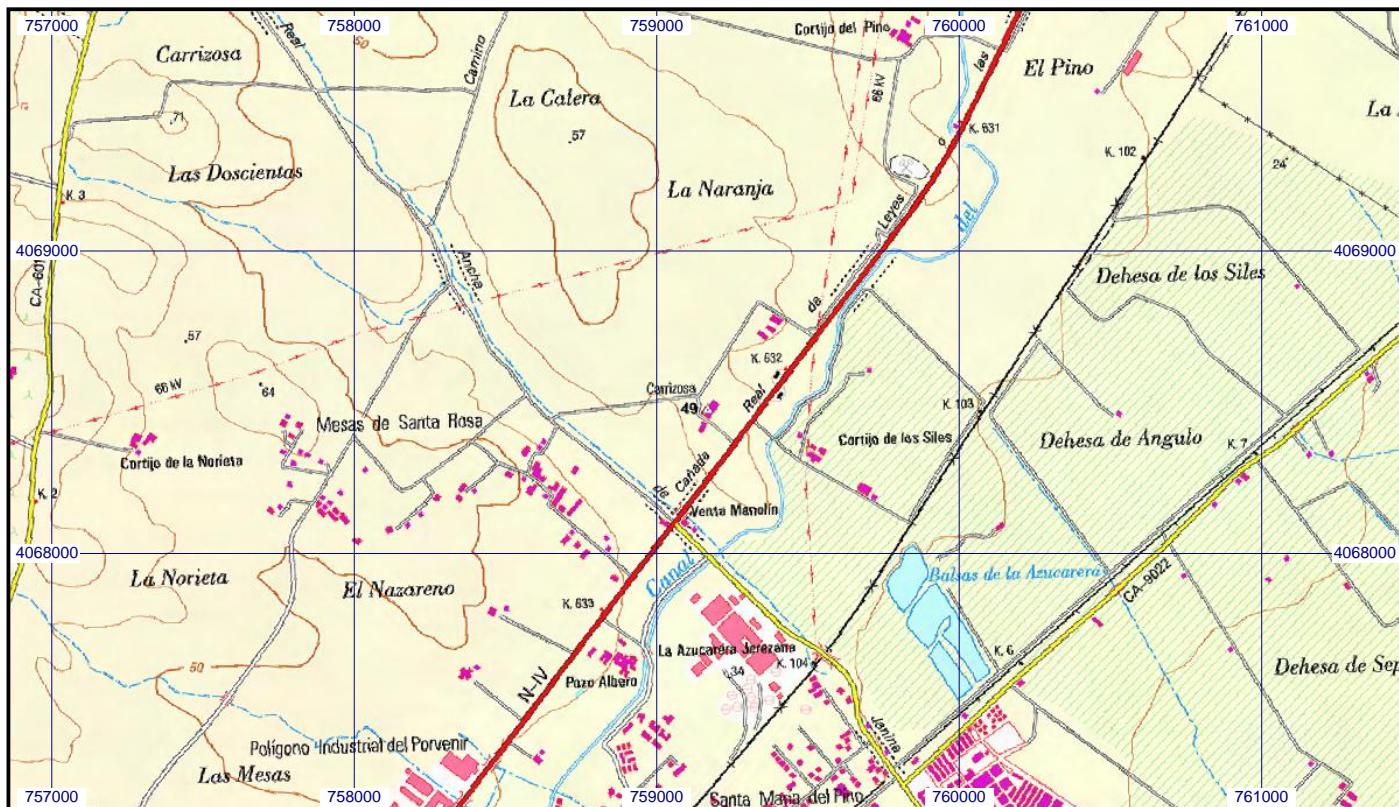 757000
758000
759000
760000
761000
Carrizosa
Real
50
Camino
Cortijo del Pino
las
El Pino
La Calera
66 kV
La
71
57
K. 631
K. 102
24
Las Doscientas
La Naranja
K. 3
Leyes
del
4069000
4069000
CA-601
Ancha
Dehesa de los Siles
de
57
K. 632
66 kV
64
Carrizosa
49
Real
K. 103
Mesas de Santa Rosa
Cortijo de los Siles
Dehesa de Angulo
K. 7
Cortijo de la Norieta
Cañada
K. 2
de
Venta Manolín
4068000
4068000
La Norieta
El Nazareno
Canal
Balsas de la Azucarera
CA-9022
K. 633
La Azucarera Jerezana
K. 104
K. 6
50
34
Dehesa de Sep
Pozo Albero
N-IV
Janina
Polígono Industrial del Porvenir
Las Mesas
Santa María del Pino
757000
758000
759000
760000
761000